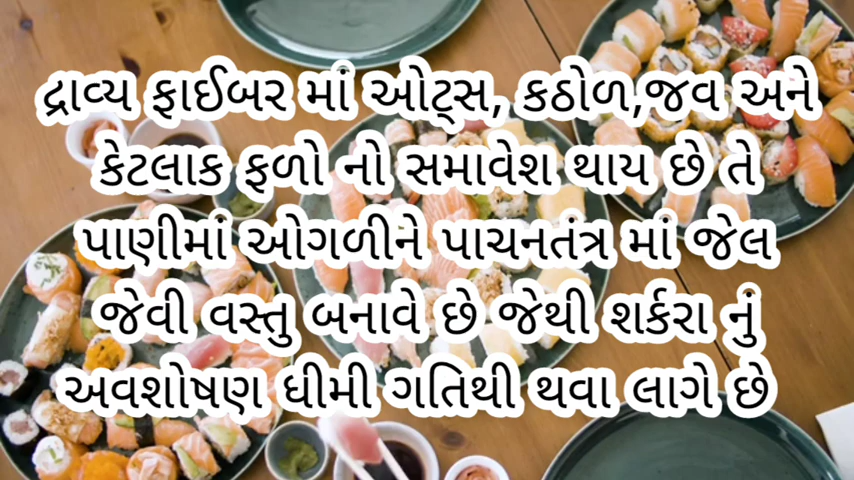 દ્રાવ્ય ફાઈબર માં ઓટ્સ, કઠોળ,જવ અને
કેટલાક ફળો નો સમાવેશ થાય છે તે
પાણીમાં ઓગળીને પાચનતંત્ર માં જેલ
જેવી વસ્તુ બનાવે છે જેથી શર્કરા નું
અવશોષણ ધીમી ગતિથી થવા લાગે છે